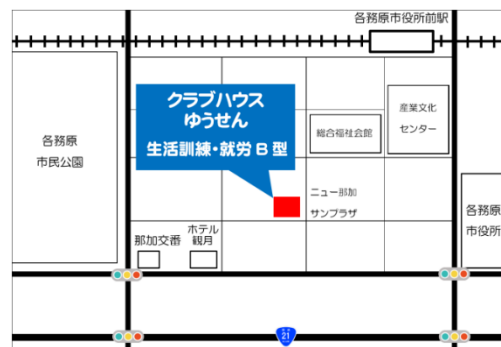 各務原市役所前駅
クラブハウス
ゆうせん
生活訓練・就労B型
各務原
市民公園
総合福祉会館
産業文化
センター
ニュー那加
サンプラザ
各務原
市役所
那加交番
ホテル
観月
21